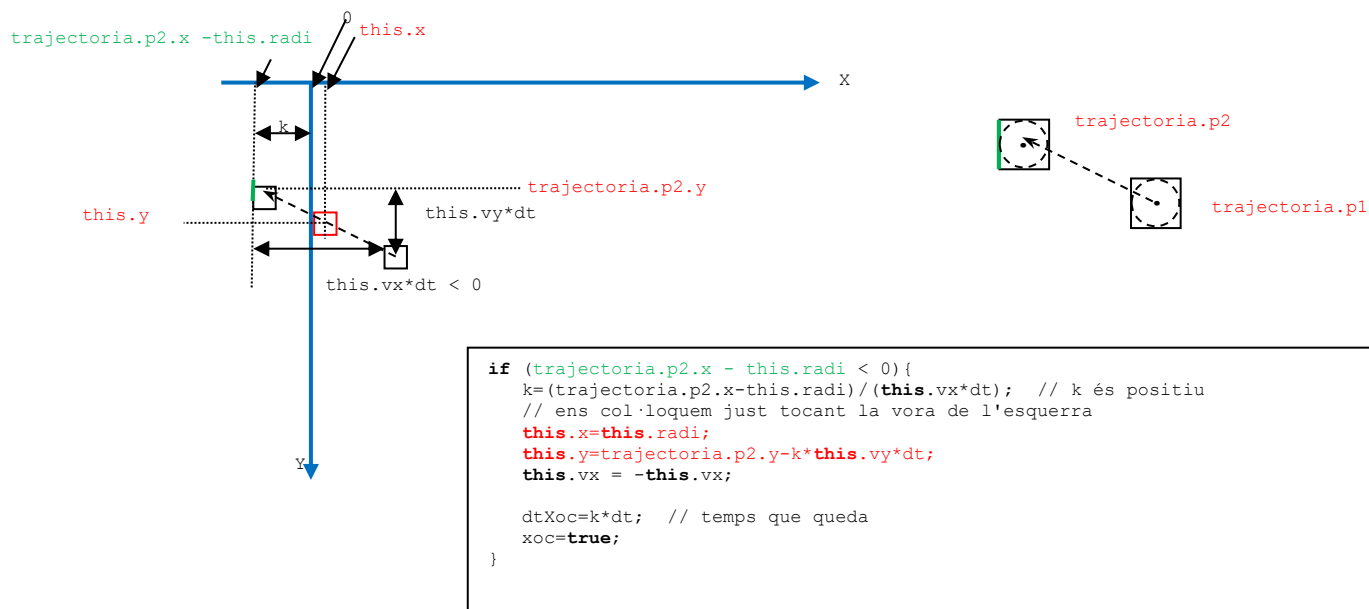 0
this.x
trajectoria.p2.x -this.radi
X
k
trajectoria.p2
trajectoria.p2.y
this.y
this.vy*dt
trajectoria.p1
this.vx*dt < 0
Y
if (trajectoria.p2.x - this.radi < 0){
k=(trajectoria.p2.x-this.radi)/(this.vx*dt);  // k és positiu
// ens col·loquem just tocant la vora de l'esquerra
this.x=this.radi;
this.y=trajectoria.p2.y-k*this.vy*dt;
this.vx = -this.vx;
dtXoc=k*dt;  // temps que queda
xoc=true;
}